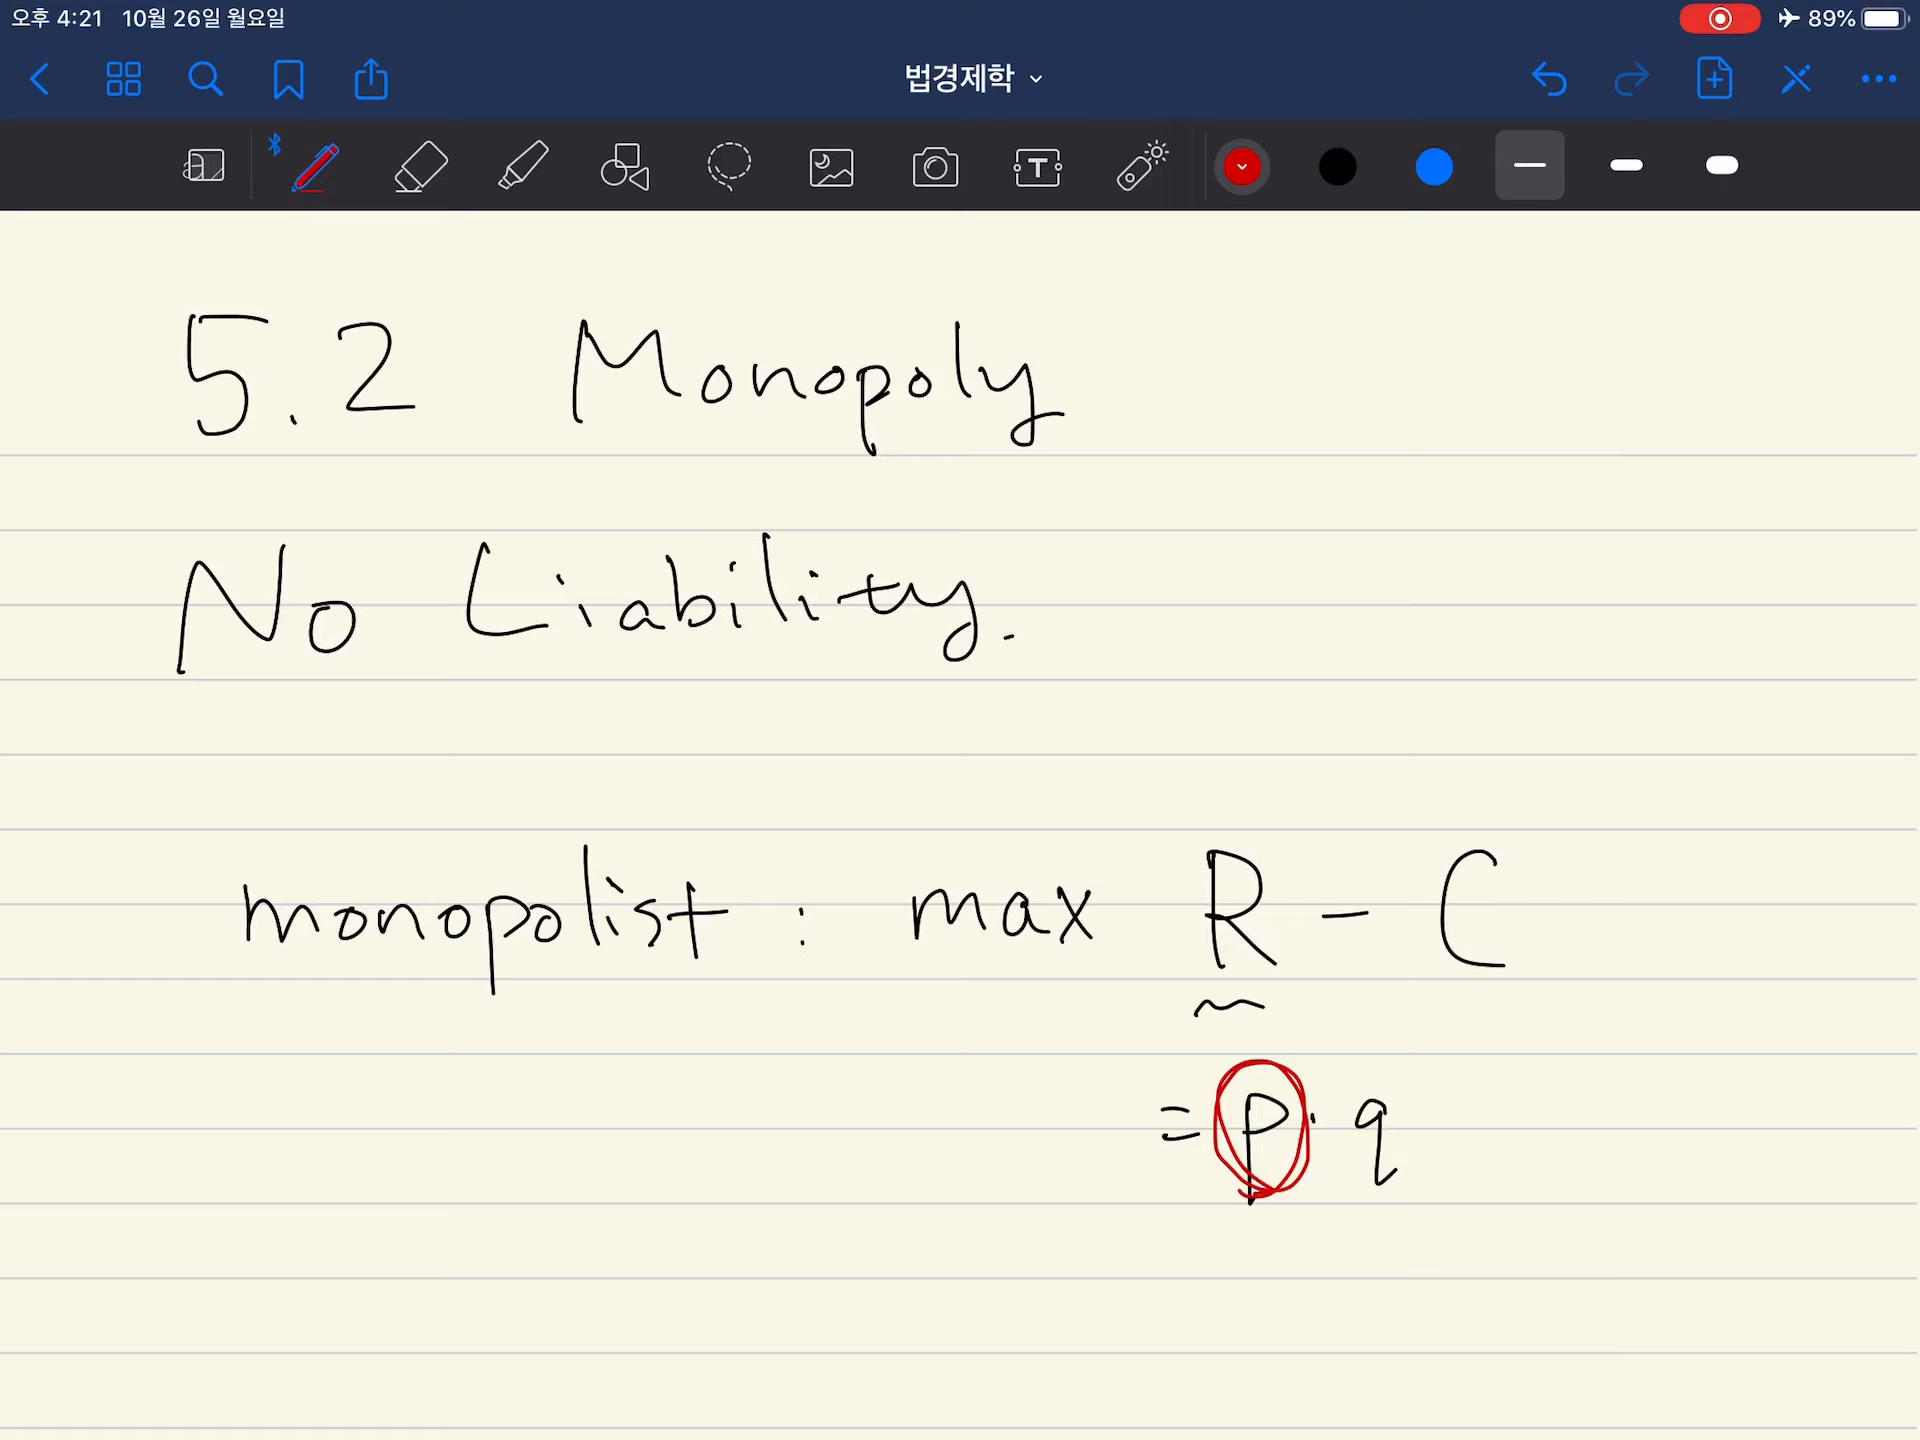 오후 4:21 10월 26일 월요일 89%
법경제학
T
5.2 Monopoly
No Liability.
monopolist : max R - C
= p · q